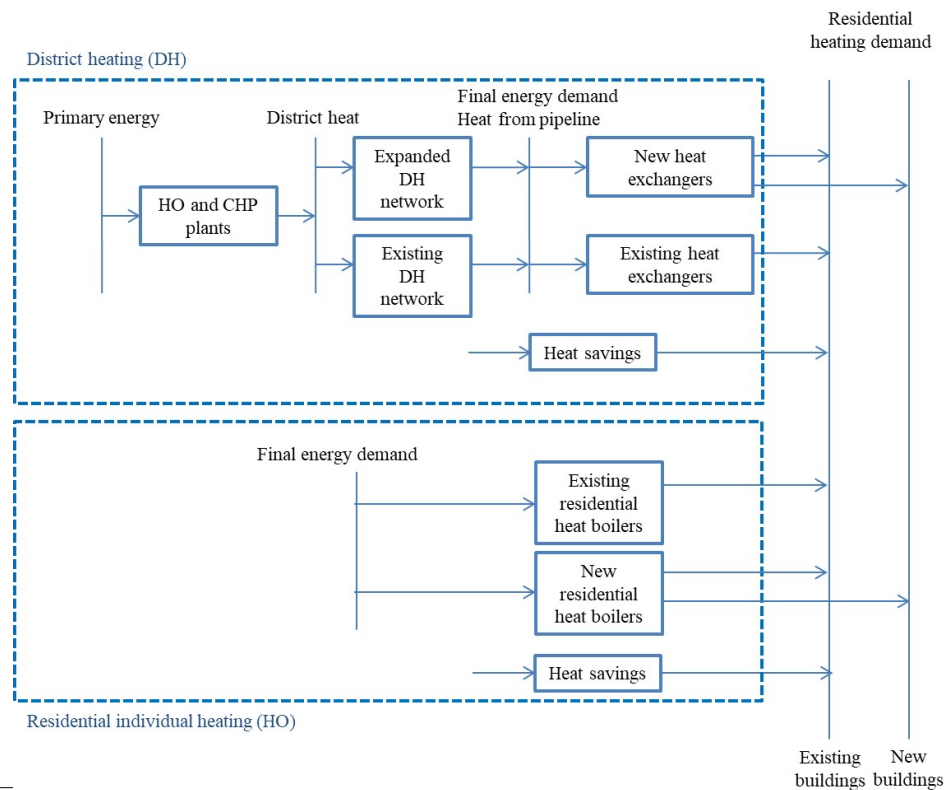 Residential
heating demand
District heating (DH)
Final energy demand
Primary energy
District heat
Heat from pipeline
Expanded
DH
network
New heat
exchangers
HO and CHP
plants
Existing
DH
network
Existing heat
exchangers
Heat savings
Final energy demand
Existing
residential
heat boilers
New
residential
heat boilers
Heat savings
Residential individual heating (HO)
Existing
buildings
New
buildings